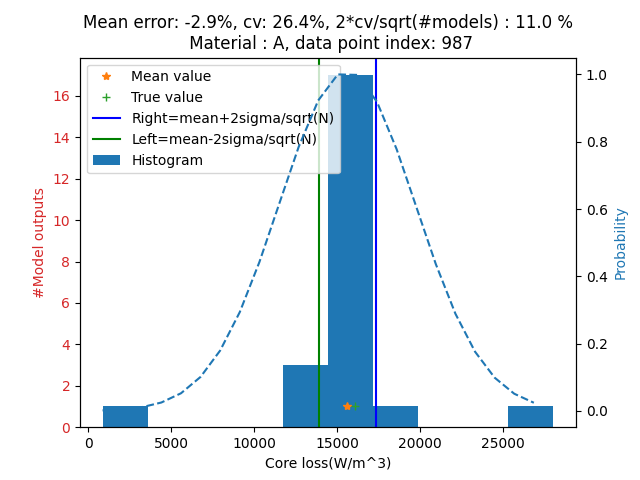 Mean error: -2.9%, cv: 26.4%, 2*cv/sqrt(#models) : 11.0 %
Material : A, data point index: 987
Mean value
True value
Right=mean+2sigma/sqrt(N)
Left=mean-2sigma/sqrt(N)
Histogram
16
14
12
10
8
6
4
2
0
#Model outputs
1.0
0.8
0.6
0.4
0.2
0.0
Probability
0
5000
10000
15000
20000
25000
Core loss(W/m^3)